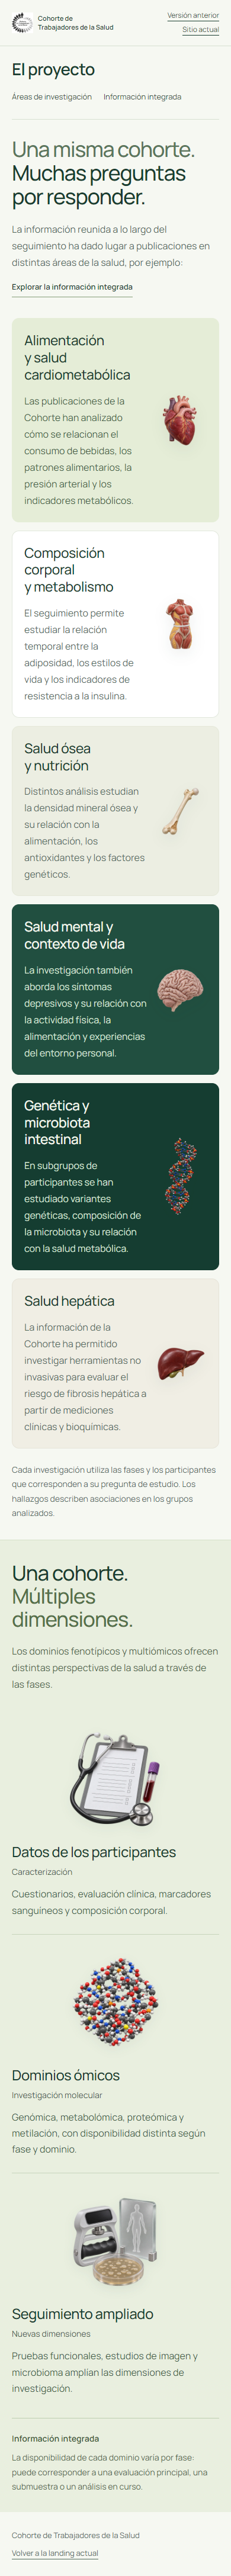 Cohorte de
Trabajadores de la Salud
Versión anterior
Sitio actual
El proyecto
Áreas de investigación
Información integrada
Una misma cohorte.
Muchas preguntas
por responder.
La información reunida a lo largo del
seguimiento ha dado lugar a publicaciones en
distintas áreas de la salud, por ejemplo:
Explorar la información integrada
Alimentación
y salud
cardiometabólica
Las publicaciones de la
Cohorte han analizado
cómo se relacionan el
consumo de bebidas, los
patrones alimentarios, la
presión arterial y los
indicadores metabólicos.
Composición
corporal
y metabolismo
El seguimiento permite
estudiar la relación
temporal entre la
adiposidad, los estilos de
vida y los indicadores de
resistencia a la insulina.
Salud ósea
y nutrición
Distintos análisis estudian
la densidad mineral ósea y
su relación con la
alimentación, los
antioxidantes y los factores
genéticos.
Salud mental y
contexto de vida
La investigación también
aborda los síntomas
depresivos y su relación con
la actividad física, la
alimentación y experiencias
del entorno personal.
Genética y
microbiota
intestinal
En subgrupos de
participantes se han
estudiado variantes
genéticas, composición de
la microbiota y su relación
con la salud metabólica.
Salud hepática
La información de la
Cohorte ha permitido
investigar herramientas no
invasivas para evaluar el
riesgo de fibrosis hepática a
partir de mediciones
clínicas y bioquímicas.
Cada investigación utiliza las fases y los participantes
que corresponden a su pregunta de estudio. Los
hallazgos describen asociaciones en los grupos
analizados.
Una cohorte.
Múltiples
dimensiones.
Los dominios fenotípicos y multiómicos ofrecen
distintas perspectivas de la salud a través de
las fases.
Datos de los participantes
Caracterización
Cuestionarios, evaluación clínica, marcadores
sanguíneos y composición corporal.
Dominios ómicos
Investigación molecular
Genómica, metabolómica, proteómica y
metilación, con disponibilidad distinta según
fase y dominio.
Seguimiento ampliado
Nuevas dimensiones
Pruebas funcionales, estudios de imagen y
microbioma amplían las dimensiones de
investigación.
Información integrada
La disponibilidad de cada dominio varía por fase:
puede corresponder a una evaluación principal, una
submuestra o un análisis en curso.
Cohorte de Trabajadores de la Salud
Volver a la landing actual